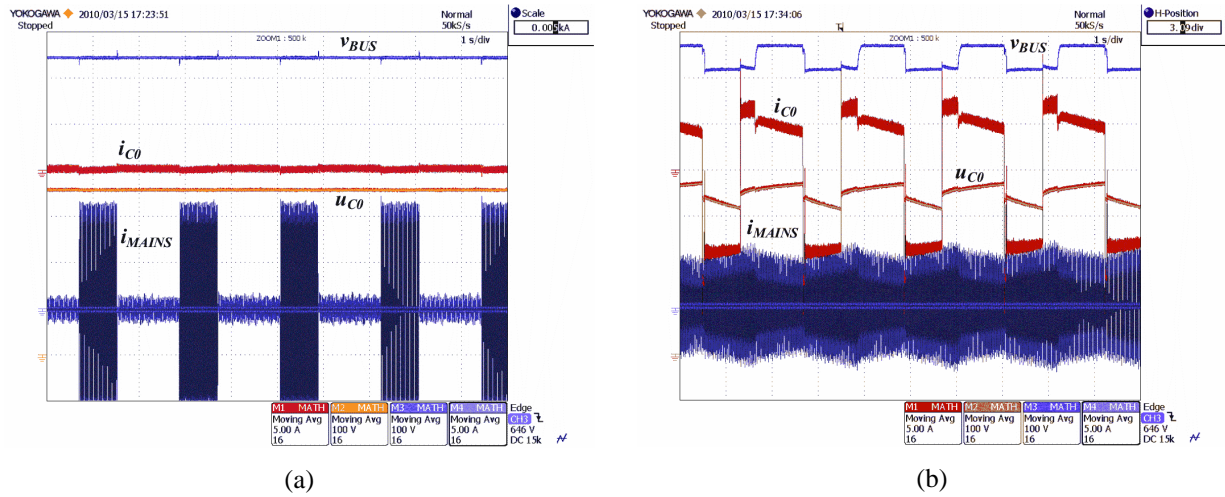 YOKOGAWA 2010/03/15 17:23:51
Stopped
Normal
50kS/s
Scale
ZOOM1 : 500 k
1 s/div
vBUS
iC0
uC0
iMAINS
M1 MATH M2 MATH M3 MATH M4 MATH
Moving Avg Moving Avg Moving Avg Moving Avg
5.00 A 100 V 100 V 5.00 A
16 16 16 16
Edge
CH3
646 V
DC 15k
(a)
YOKOGAWA 2010/03/15 17:34:06
Stopped
Normal
50kS/s
H-Position
ZOOM1 : 500 k
1 s/div
vBUS
iC0
uC0
iMAINS
M1 MATH M2 MATH M3 MATH M4 MATH
Moving Avg Moving Avg Moving Avg Moving Avg
5.00 A 100 V 100 V 5.00 A
16 16 16 16
Edge
CH3
646 V
DC 15k
(b)